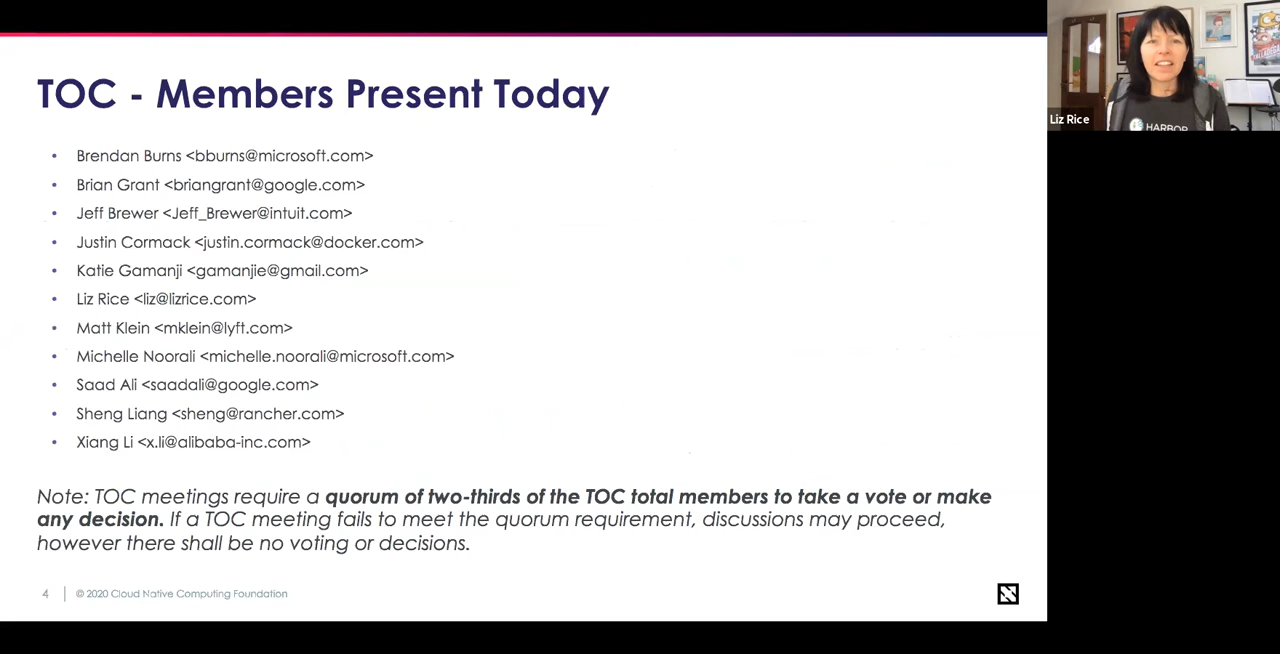 TOC - Members Present Today
• Brendan Burns <bburns@microsoft.com>
• Brian Grant <briangrant@google.com>
• Jeff Brewer <Jeff_Brewer@intuit.com>
• Justin Cormack <justin.cormack@docker.com>
• Katie Gamanji <gamanjie@gmail.com>
• Liz Rice <liz@lizrice.com>
• Matt Klein <mklein@lyft.com>
• Michelle Noorali <michelle.noorali@microsoft.com>
• Saad Ali <saadali@google.com>
• Sheng Liang <sheng@rancher.com>
• Xiang Li <x.li@alibaba-inc.com>
Note: TOC meetings require a quorum of two-thirds of the TOC total members to take a vote or make
any decision. If a TOC meeting fails to meet the quorum requirement, discussions may proceed,
however there shall be no voting or decisions.
4 | © 2020 Cloud Native Computing Foundation
Liz Rice
HARBOR